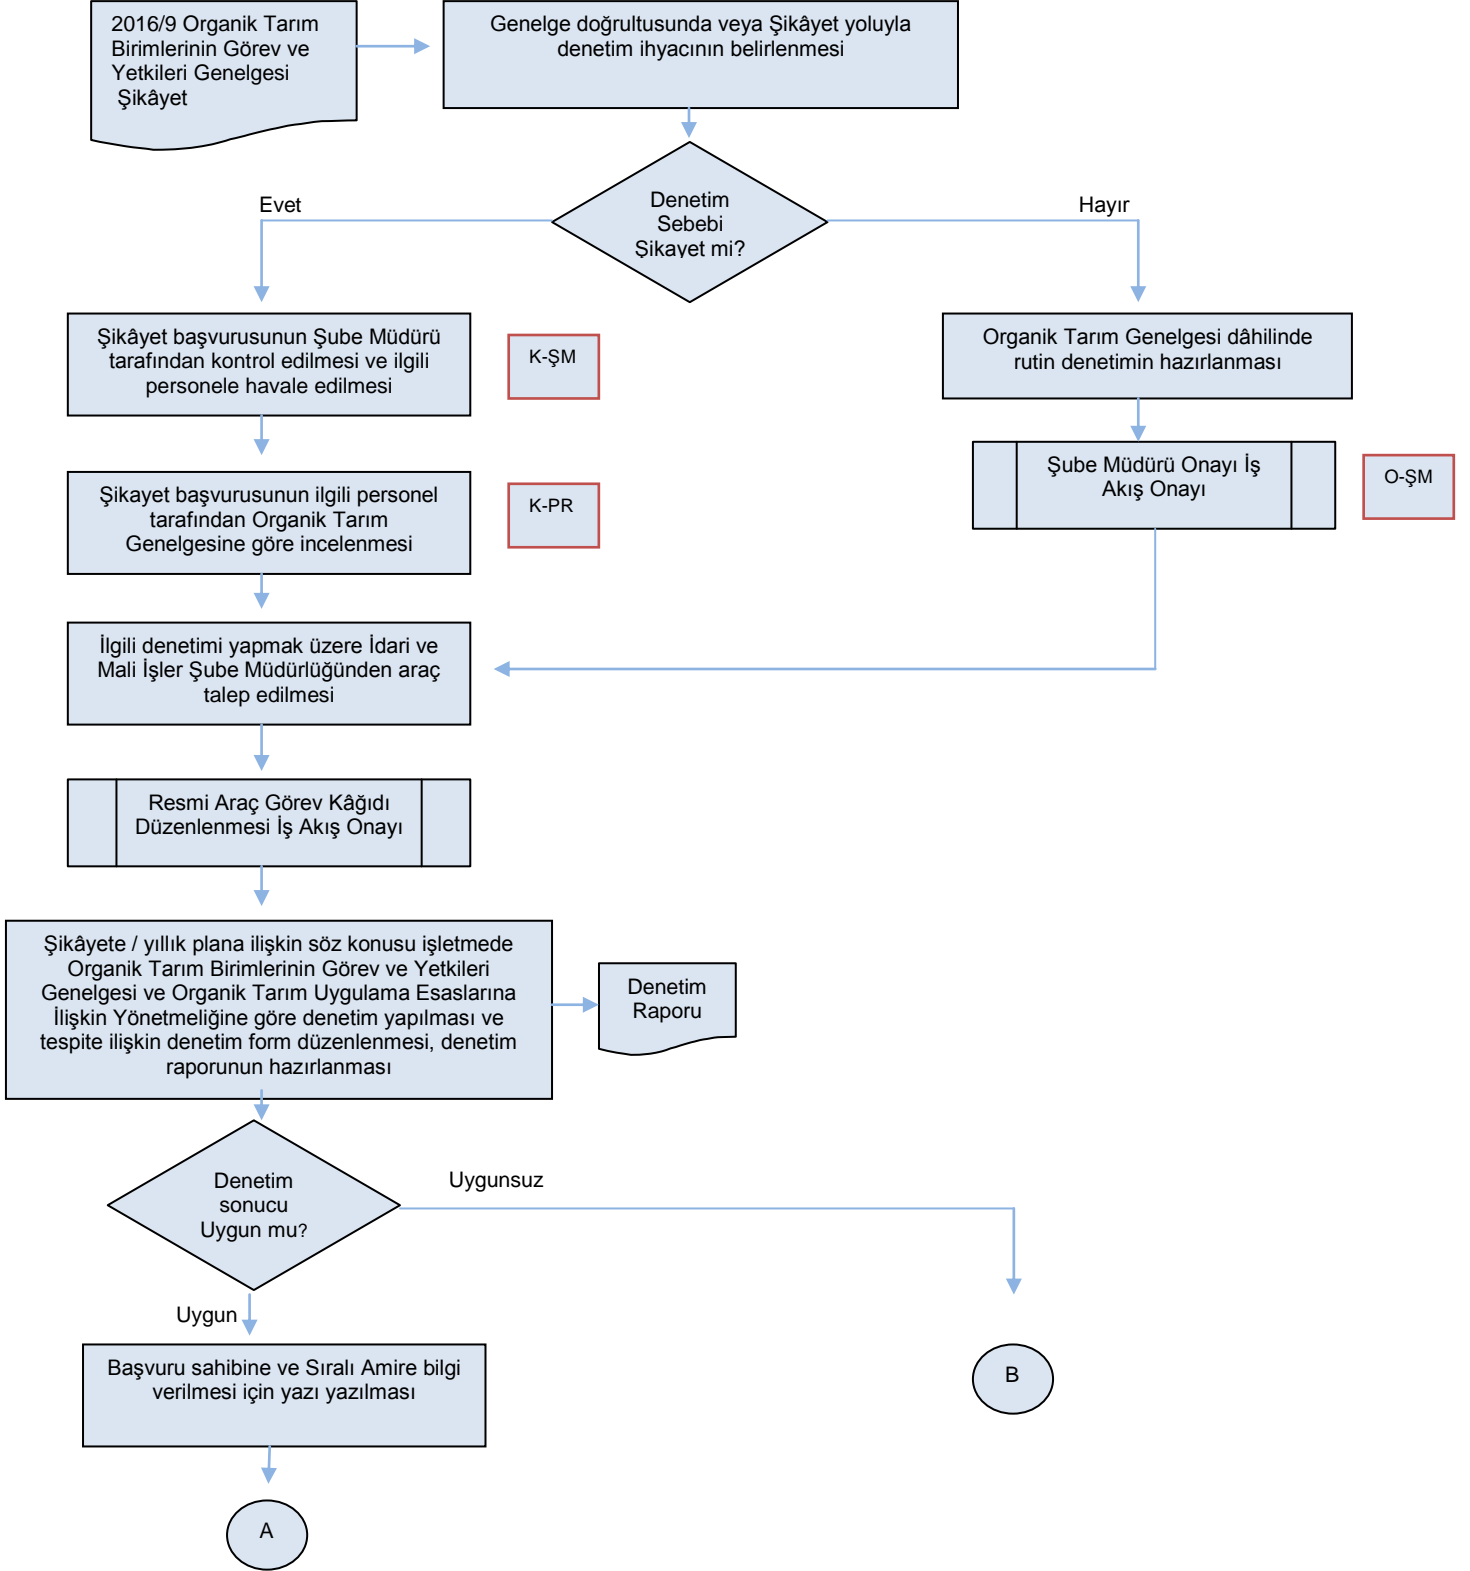 2016/9 Organik Tarım
Birimlerinin Görev ve
Yetkileri Genelgesi
Şikâyet
Genelge doğrultusunda veya Şikâyet yoluyla
denetim ihyacının belirlenmesi
Denetim
Sebebi
Şikayet mi?
Evet
Hayır
Şikâyet başvurusunun Şube Müdürü
tarafından kontrol edilmesi ve ilgili
personele havale edilmesi
K-ŞM
Organik Tarım Genelgesi dâhilinde
rutin denetimin hazırlanması
Şube Müdürü Onayı İş
Akış Onayı
O-ŞM
Şikayet başvurusunun ilgili personel
tarafından Organik Tarım
Genelgesine göre incelenmesi
K-PR
İlgili denetimi yapmak üzere İdari ve
Mali İşler Şube Müdürlüğünden araç
talep edilmesi
Resmi Araç Görev Kâğıdı
Düzenlenmesi İş Akış Onayı
Şikâyete / yıllık plana ilişkin söz konusu işletmede
Organik Tarım Birimlerinin Görev ve Yetkileri
Genelgesi ve Organik Tarım Uygulama Esaslarına
İlişkin Yönetmeliğine göre denetim yapılması ve
tespite ilişkin denetim form düzenlenmesi, denetim
raporunun hazırlanması
Denetim
Raporu
Denetim
sonucu
Uygun mu?
Uygunsuz
Uygun
Başvuru sahibine ve Sıralı Amire bilgi
verilmesi için yazı yazılması
B
A